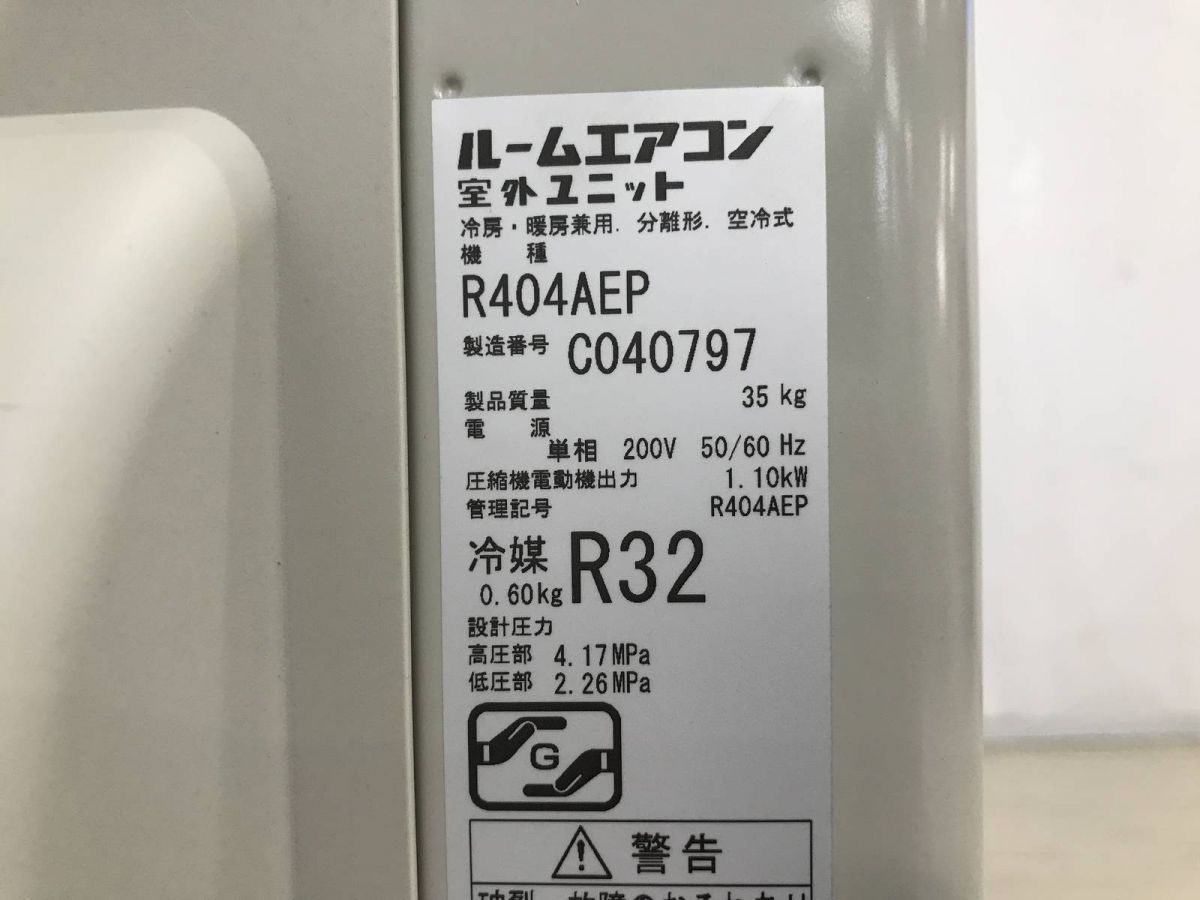 ルームエアコン
室外ユニット
冷房・暖房兼用. 分離形. 空冷式
機 種
R404AEP
製造番号 C040797
製品質量 35 kg
電 源
単相 200V 50/60 Hz
圧縮機電動機出力 1.10kW
管理記号 R404AEP
冷媒 R32
0.60kg
設計圧力
高圧部 4.17MPa
低圧部 2.26MPa
G
警告